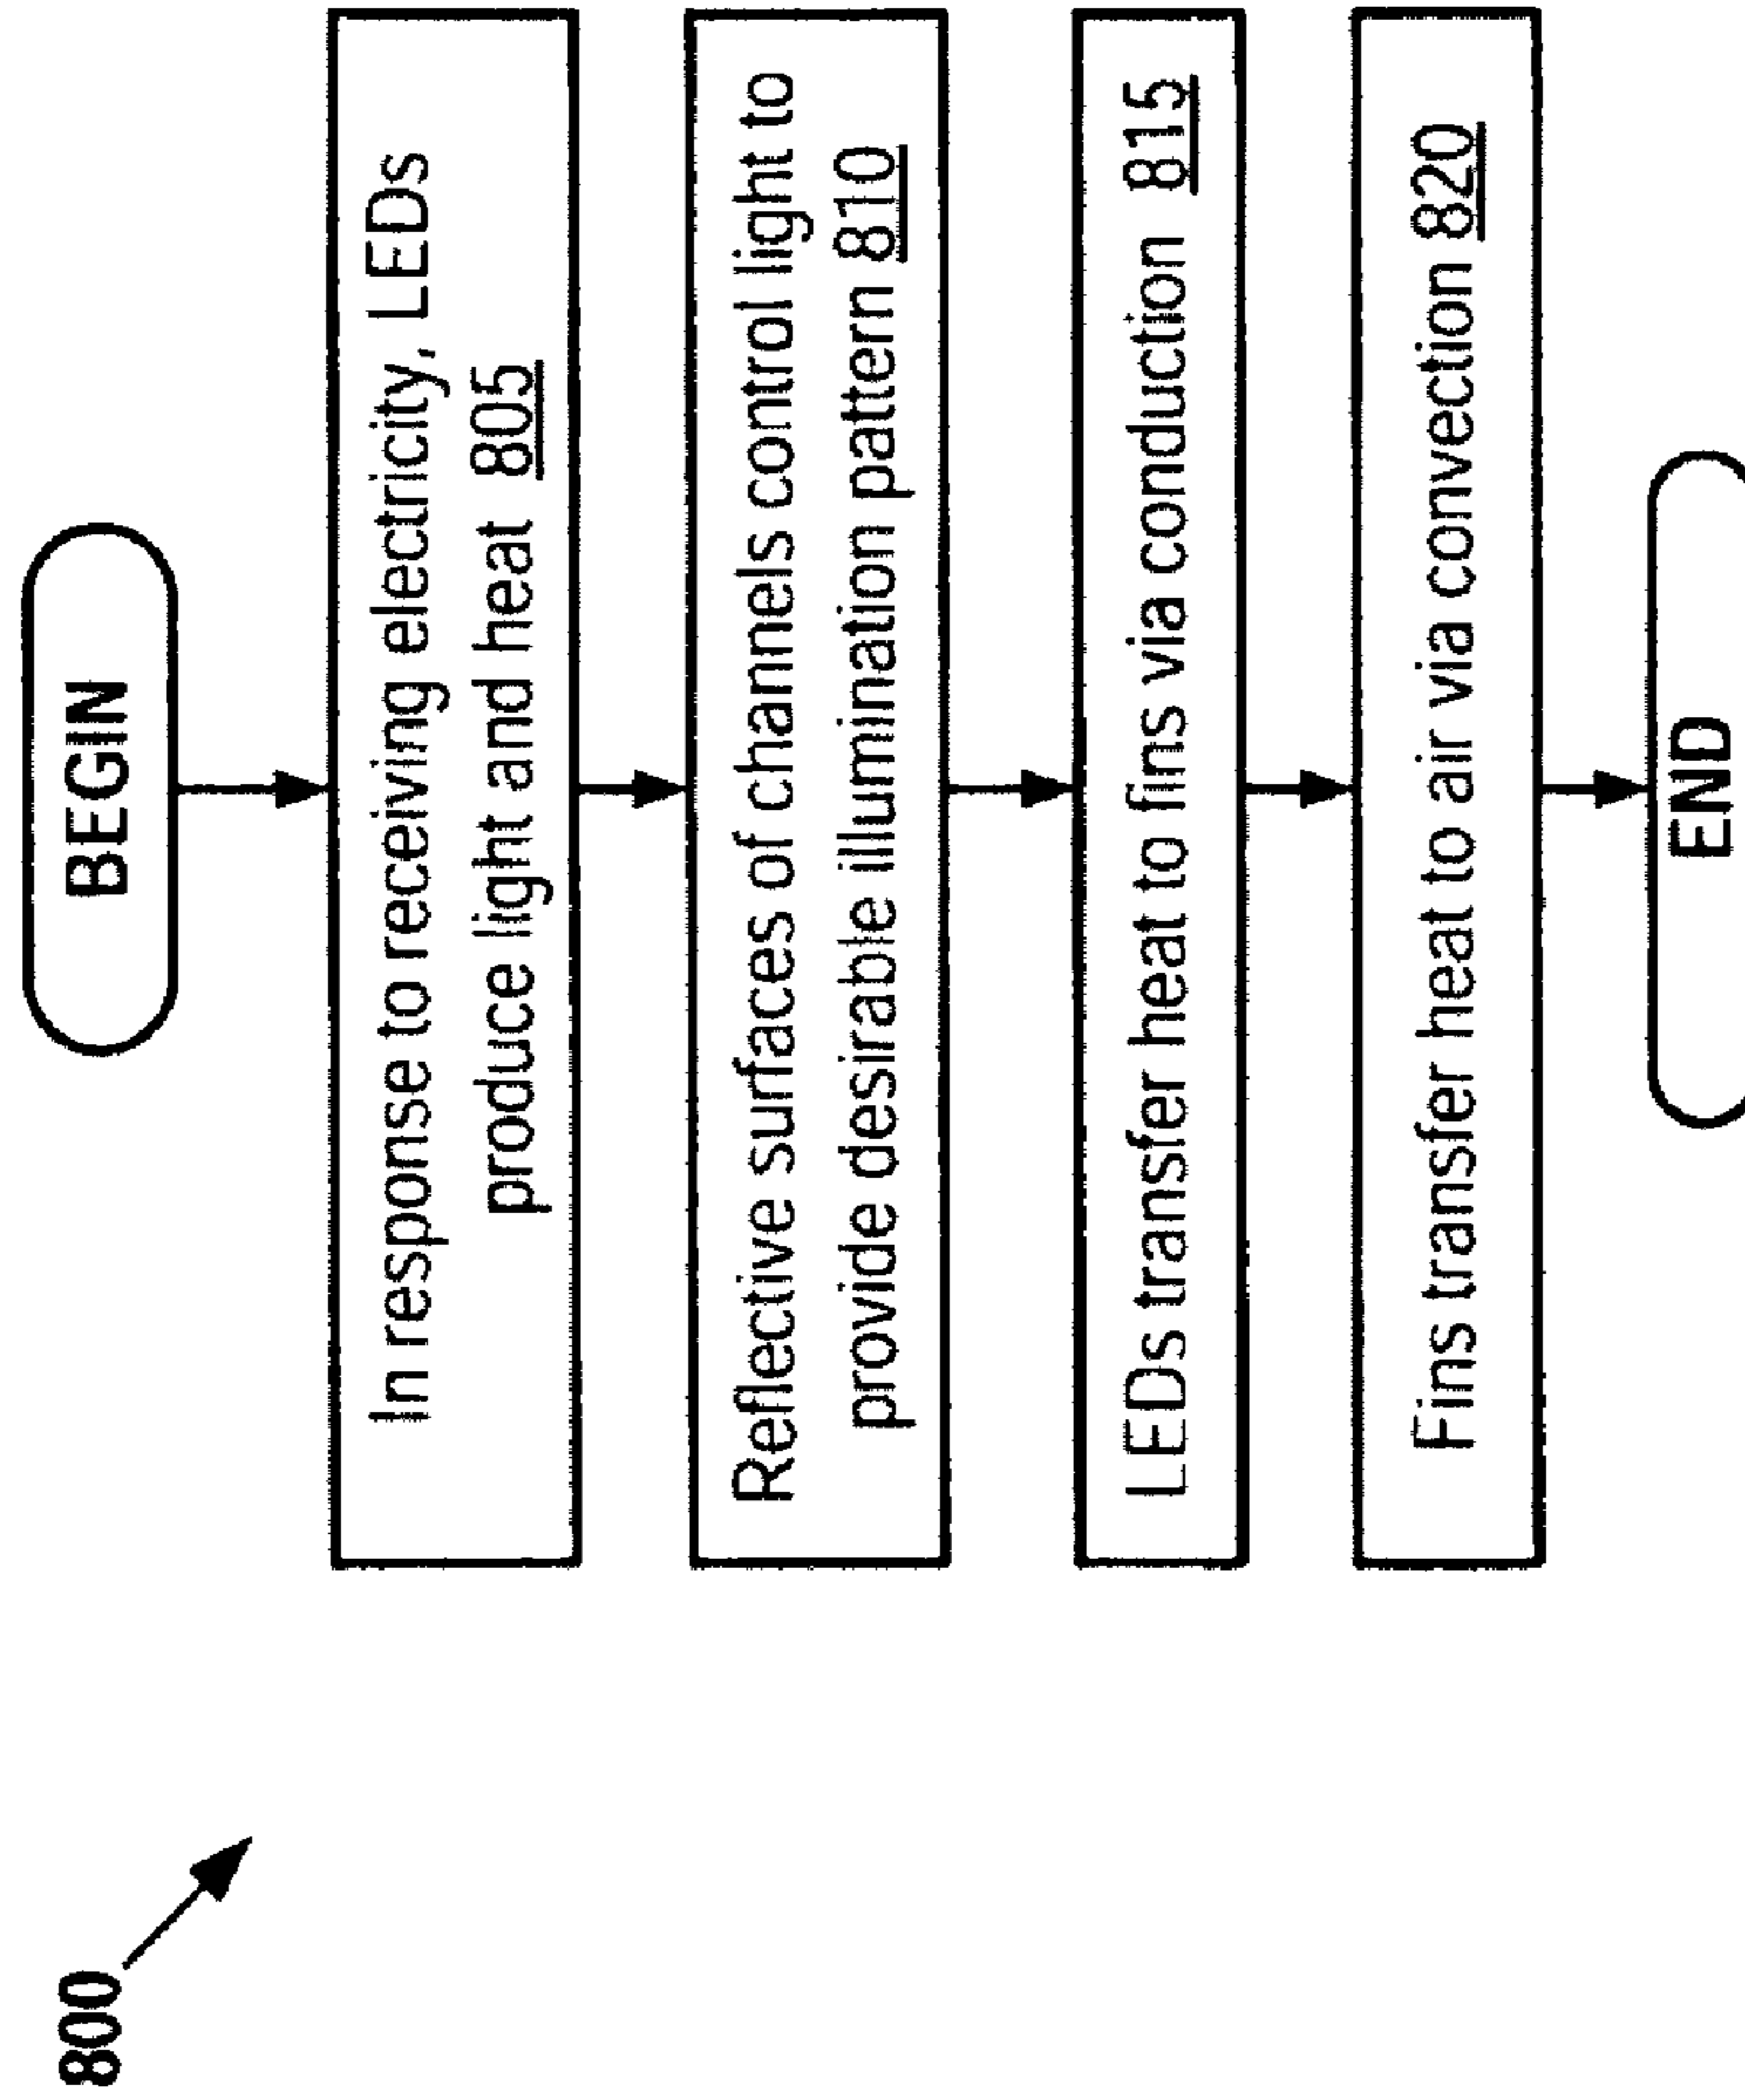 800
BEGIN
In response to receiving electricity, LEDs
produce light and heat 805
Reflective surfaces of channels control light to
provide desirable illumination pattern 810
LEDs transfer heat to fins via conduction 815
Fins transfer heat to air via convection 820
END